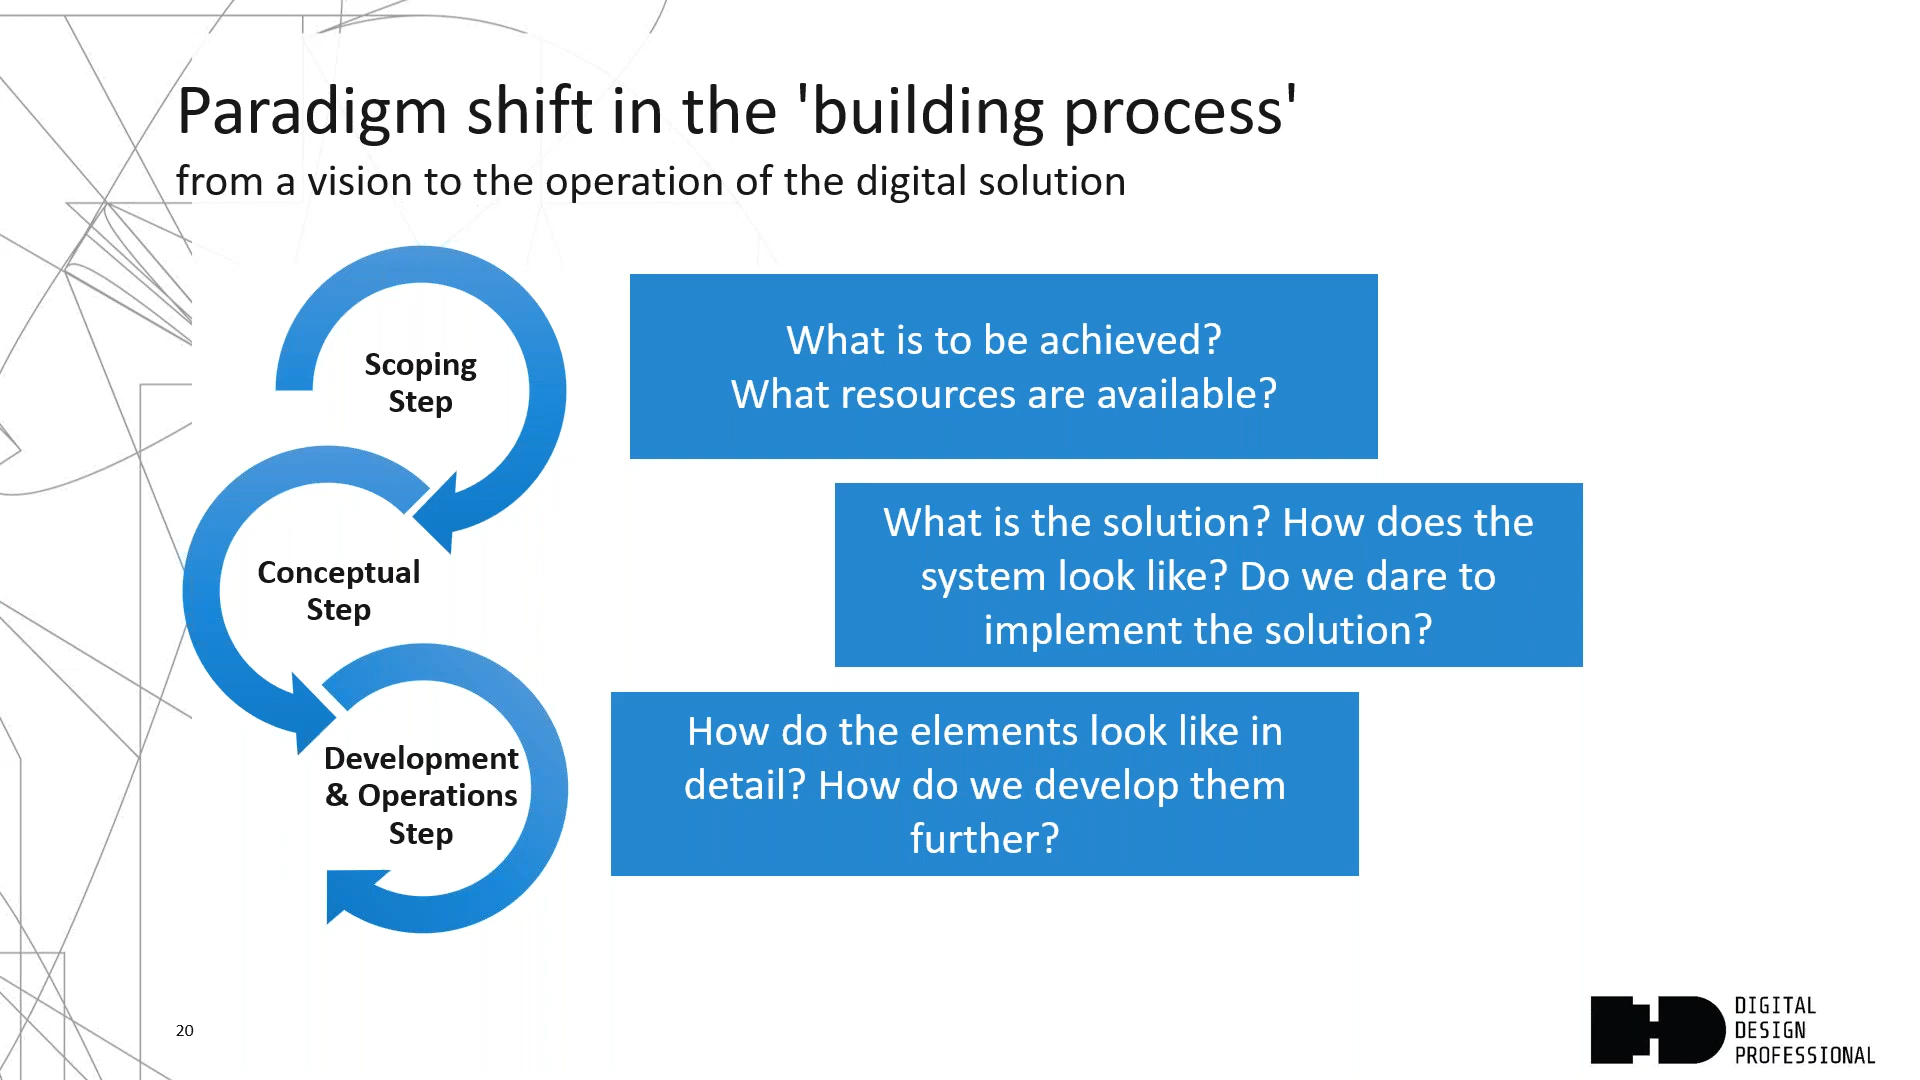 Paradigm shift in the 'building process'
from a vision to the operation of the digital solution
Scoping
Step
What is to be achieved?
What resources are available?
Conceptual
Step
What is the solution? How does the
system look like? Do we dare to
implement the solution?
Development
& Operations
Step
How do the elements look like in
detail? How do we develop them
further?
20
DIGITAL
DESIGN
PROFESSIONAL